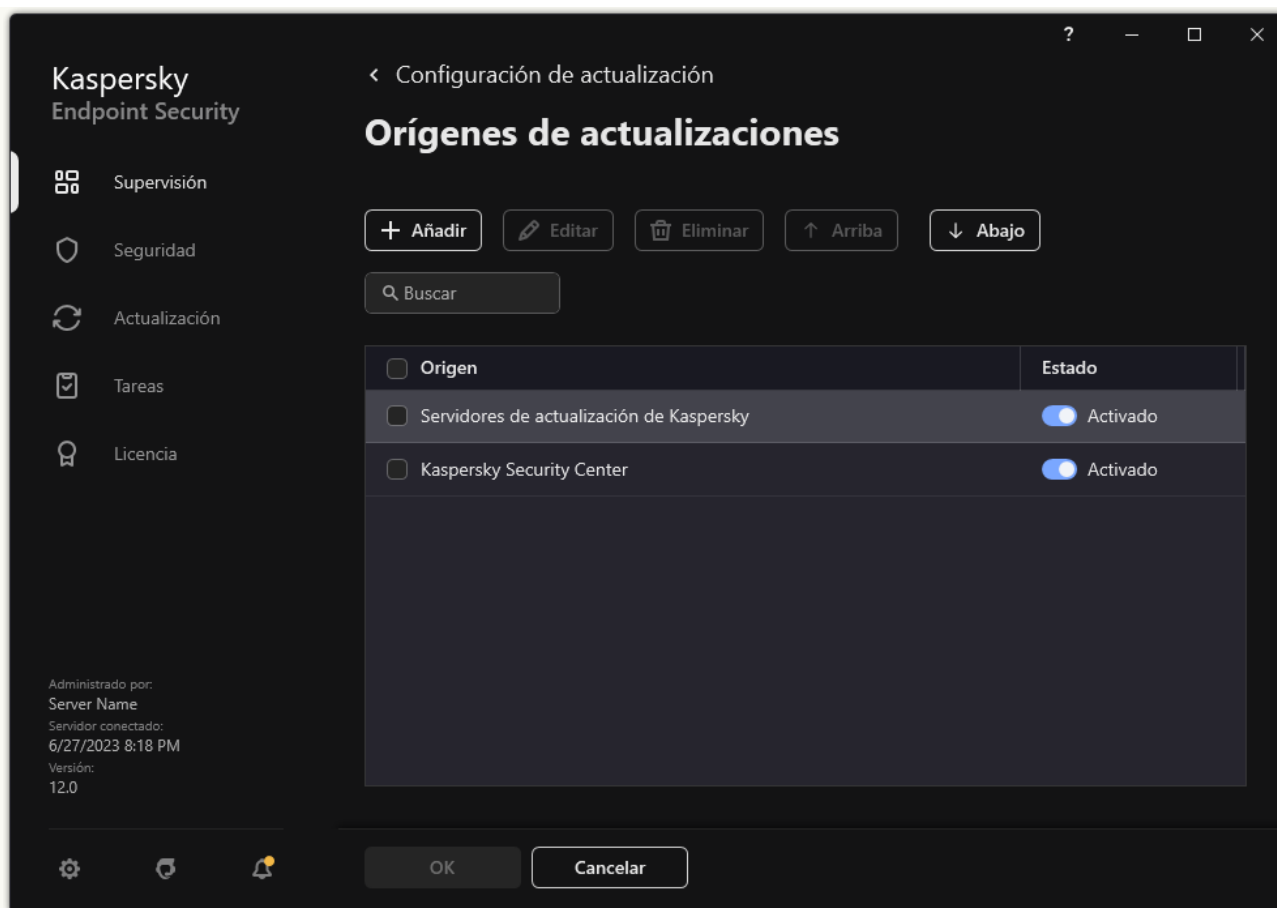 ?
Kaspersky
Endpoint Security
Supervisión
Seguridad
Actualización
Tareas
Licencia
Administrado por:
Server Name
Servidor conectado:
6/27/2023 8:18 PM
Versión:
12.0
Configuración de actualización
Orígenes de actualizaciones
Añadir Editar Eliminar Arriba Abajo
Buscar
Origen Estado
Servidores de actualización de Kaspersky Activado
Kaspersky Security Center Activado
OK Cancelar